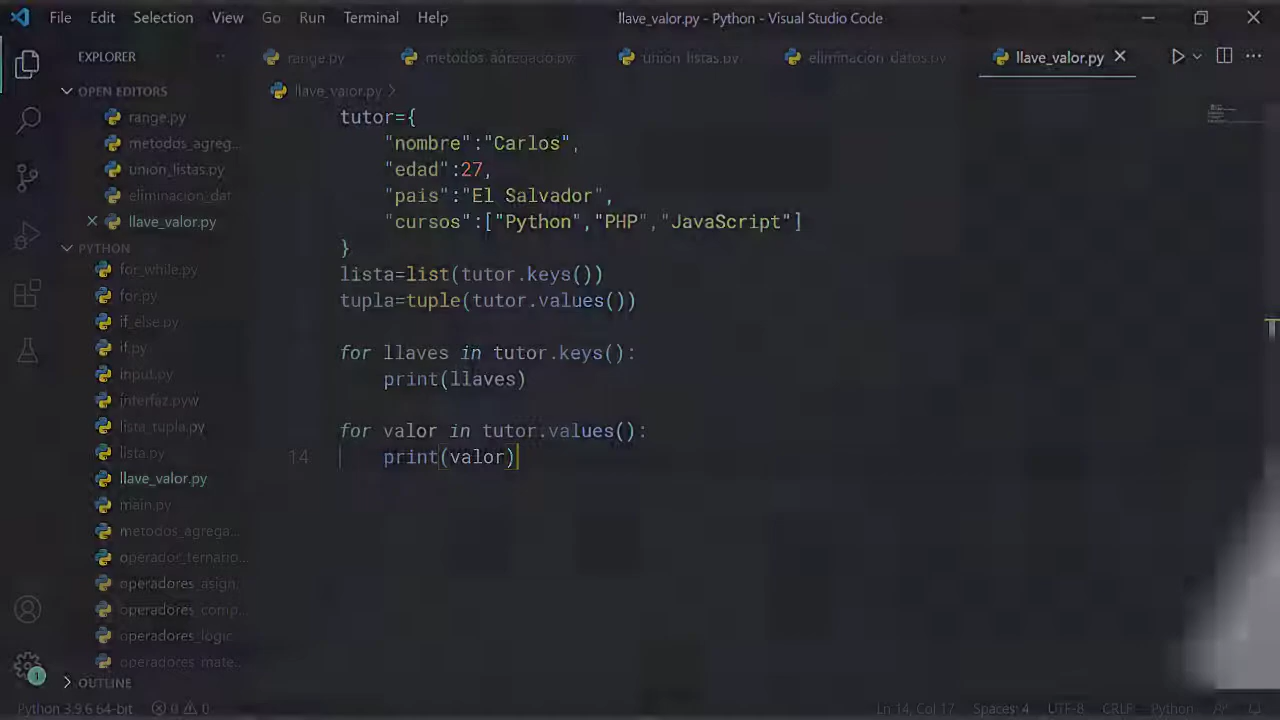 File Edit Selection View Go Run Terminal Help
llave_valor.py - Python - Visual Studio Code
EXPLORER
range.py
metodos_agregado.py
union_listas.py
eliminacion_datos.py
llave_valor.py
OPEN EDITORS
range.py
metodos_agreg...
union_listas.py
eliminacion_dat
llave_valor.py
PYTHON
for_while.py
for.py
if_else.py
if.py
input.py
interfaz.pyw
lista_tupla.py
lista.py
llave_valor.py
main.py
metodos_agrega...
operador_ternario...
operadores_asign
operadores_comp
operadores_logic
operadores_mate...
OUTLINE
llave_valor.py
tutor={
    "nombre":"Carlos",
    "edad":27,
    "pais":"El Salvador",
    "cursos":["Python","PHP","JavaScript"]
}
lista=list(tutor.keys())
tupla=tuple(tutor.values())
for llaves in tutor.keys():
    print(llaves)
for valor in tutor.values():
14     print(valor)
1
Python 3.9.6 64-bit 0 0
Ln 14, Col 17 Spaces: 4 UTF-8 CRLF Python